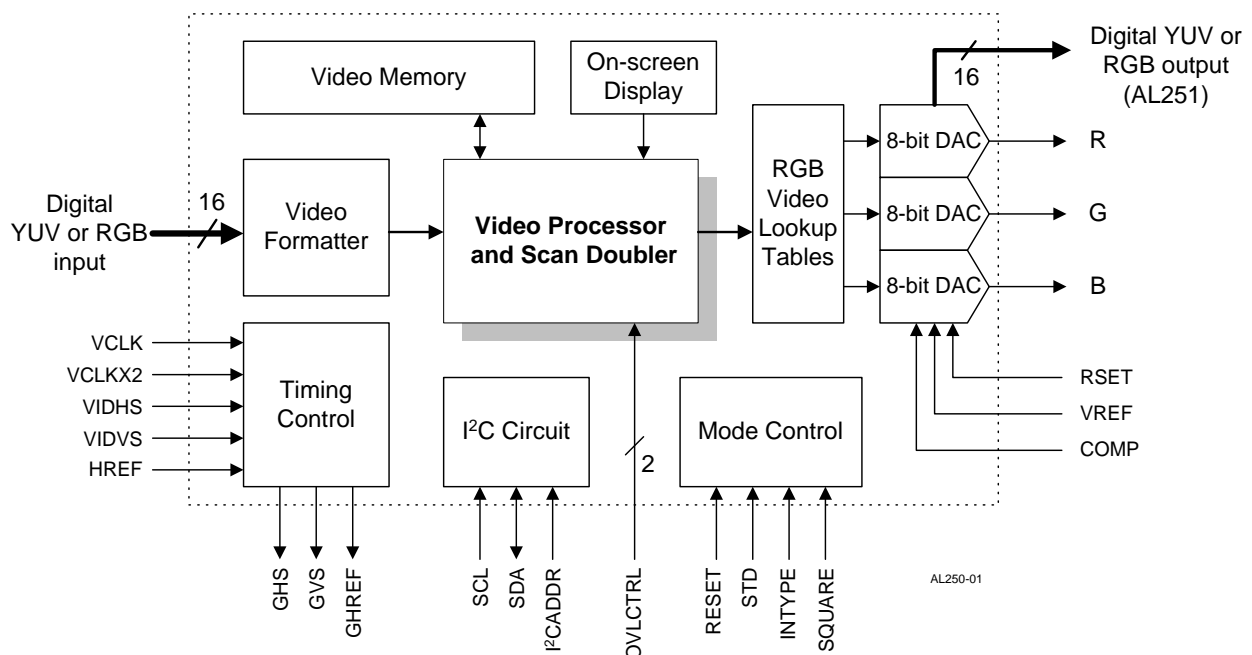 Video Memory
On-screen
Display
16
Digital YUV or
RGB output
(AL251)
Digital
YUV or RGB
input
16
Video
Formatter
Video Processor
and Scan Doubler
RGB
Video
Lookup
Tables
8-bit DAC
8-bit DAC
8-bit DAC
R
G
B
VCLK
VCLKX2
VIDHS
VIDVS
HREF
Timing
Control
I²C Circuit
2
Mode Control
RSET
VREF
COMP
GHS
GVS
GHREF
SCL
SDA
I²CADDR
OVLCTRL
RESET
STD
INTYPE
SQUARE
AL250-01